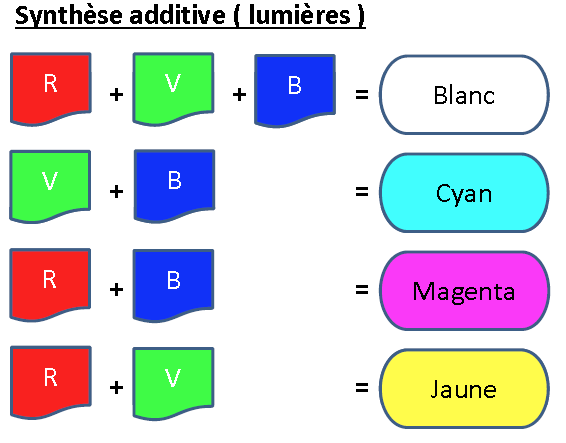 Synthèse additive ( lumières )
R + V + B = Blanc
V + B = Cyan
R + B = Magenta
R + V = Jaune